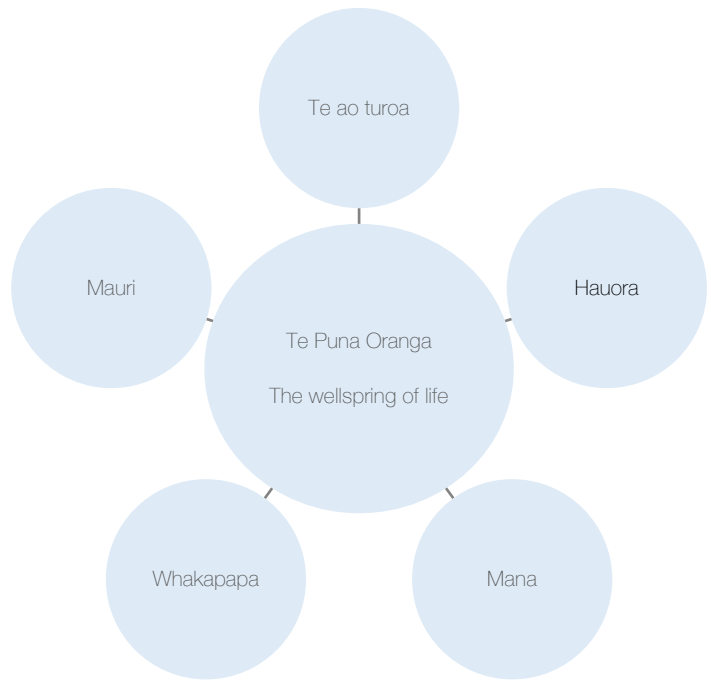 Te ao turoa
Mauri
Hauora
Te Puna Oranga
The wellspring of life
Whakapapa
Mana